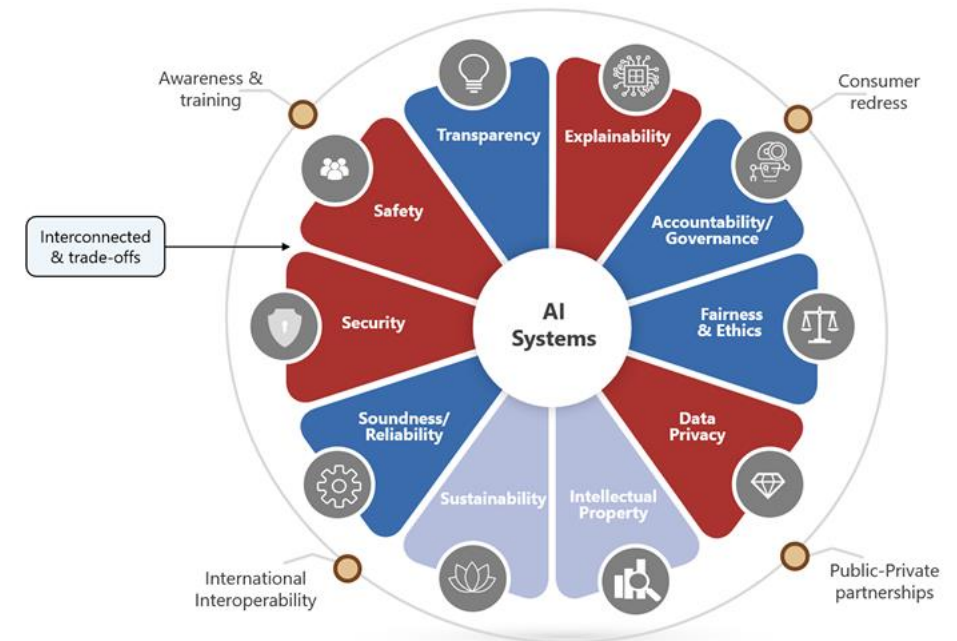 Awareness &
training
Consumer
redress
Transparency
Explainability
Safety
Accountability/
Governance
Interconnected
& trade-offs
Security
AI
Systems
Fairness
& Ethics
Soundness/
Reliability
Data
Privacy
Sustainability
Intellectual
Property
International
Interoperability
Public-Private
partnerships